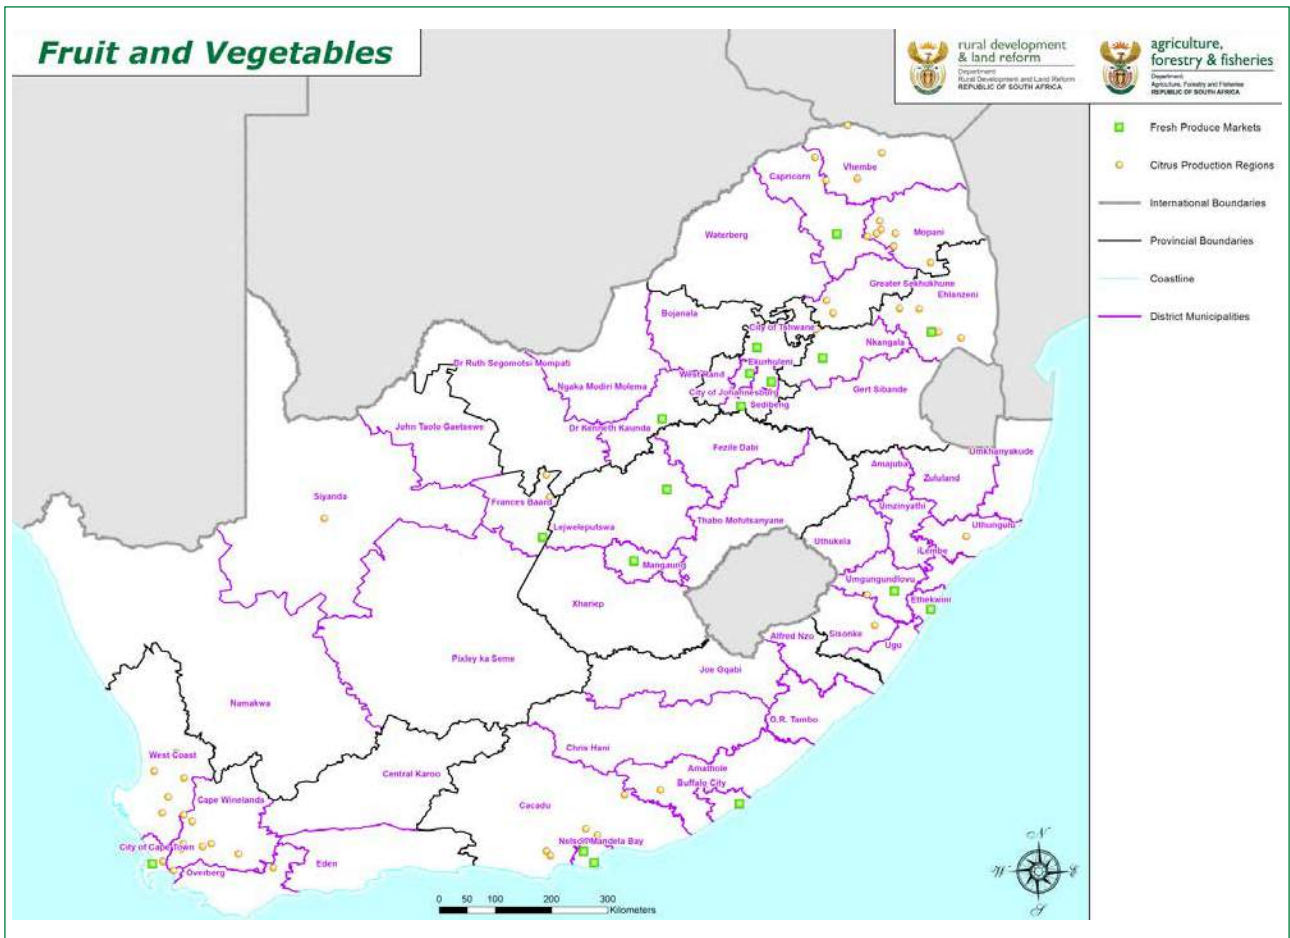 Fruit and Vegetables
rural development
& land reform
Department:
Rural Development and Land Reform
REPUBLIC OF SOUTH AFRICA
agriculture,
forestry & fisheries
Department:
Agriculture, Forestry and Fisheries
REPUBLIC OF SOUTH AFRICA
Fresh Produce Markets
Citrus Production Regions
International Boundaries
Provincial Boundaries
Coastline
District Municipalities
Vhembe
Capricorn
Mopani
Waterberg
Greater Sekhukhune
Ehlanzeni
Bojanala
City of Tshwane
Nkangala
Ekurhuleni
West Rand
Dr Ruth Segomotsi Mompati
Ngaka Modiri Molema
City of Johannesburg
Gert Sibande
Sedibeng
John Taolo Gaetsewe
Dr Kenneth Kaunda
Fezile Dabi
Umkhanyakude
Amajuba
Zululand
Siyanda
Frances Baard
Umzinyathi
Lejweleputswa
Thabo Mofutsanyane
Uthungulu
Uthukela
iLembe
Mangaung
Umgungundlovu
Ethekwini
Xhariep
Sisonke
Alfred Nzo
Ugu
Pixley ka Seme
Joe Gqabi
Namakwa
O.R. Tambo
Chris Hani
West Coast
Central Karoo
Amathole
Buffalo City
Cape Winelands
Cacadu
Nelson Mandela Bay
City of Cape Town
Eden
Overberg
N
W
E
S
0 50 100 200 300
Kilometers